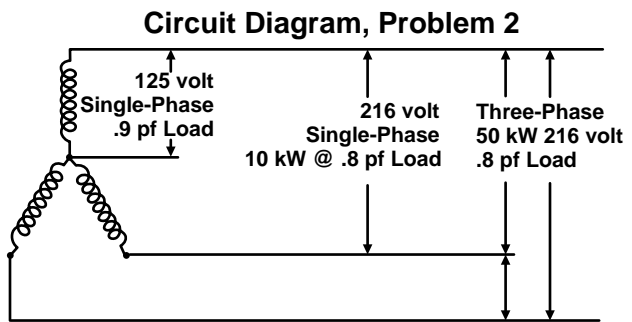 Circuit Diagram, Problem 2
125 volt
Single-Phase
.9 pf Load
216 volt
Single-Phase
10 kW @ .8 pf Load
Three-Phase
50 kW 216 volt
.8 pf Load